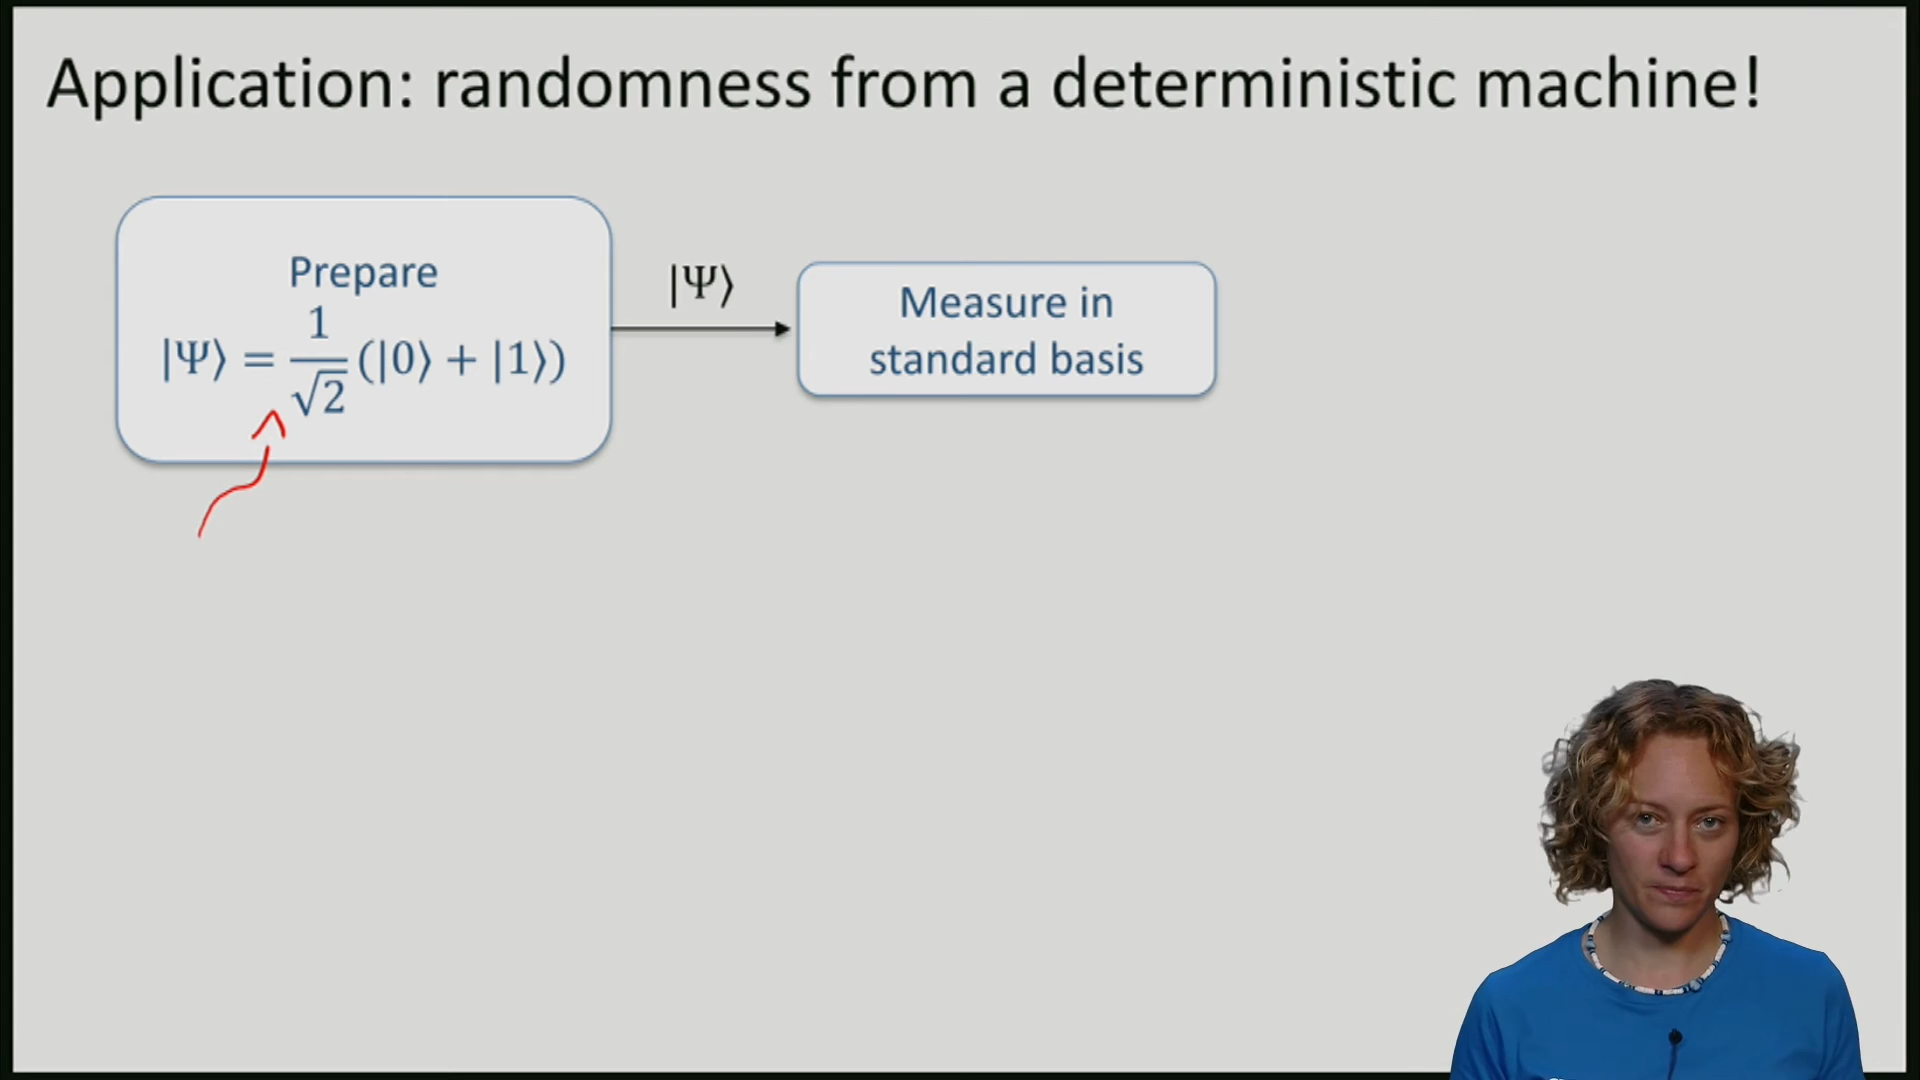 Application: randomness from a deterministic machine!
Prepare
|Ψ⟩ = 1/√2 (|0⟩ + |1⟩)
|Ψ⟩
Measure in
standard basis